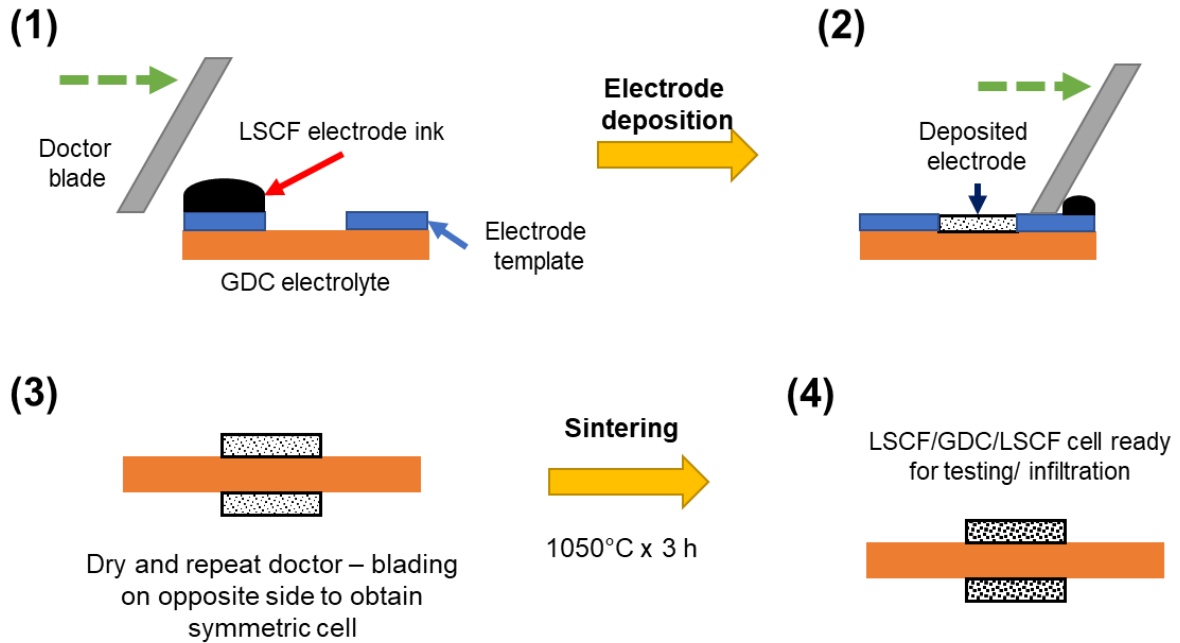 (1)
Doctor
blade
LSCF electrode ink
GDC electrolyte
Electrode
template
Electrode
deposition
(2)
Deposited
electrode
(3)
Dry and repeat doctor – blading
on opposite side to obtain
symmetric cell
Sintering
1050°C x 3 h
(4)
LSCF/GDC/LSCF cell ready
for testing/ infiltration